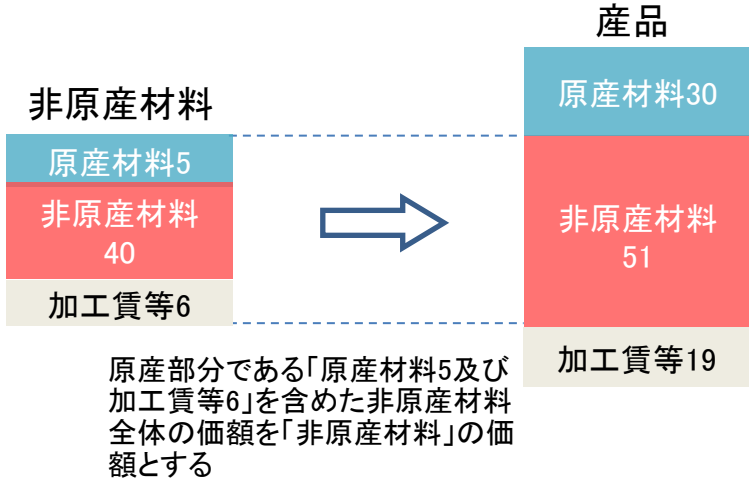 産品
非原産材料
原産材料30
原産材料5
非原産材料
40
非原産材料
51
加工賃等6
加工賃等19
原産部分である「原産材料5及び
加工賃等6」を含めた非原産材料
全体の価額を「非原産材料」の価
額とする